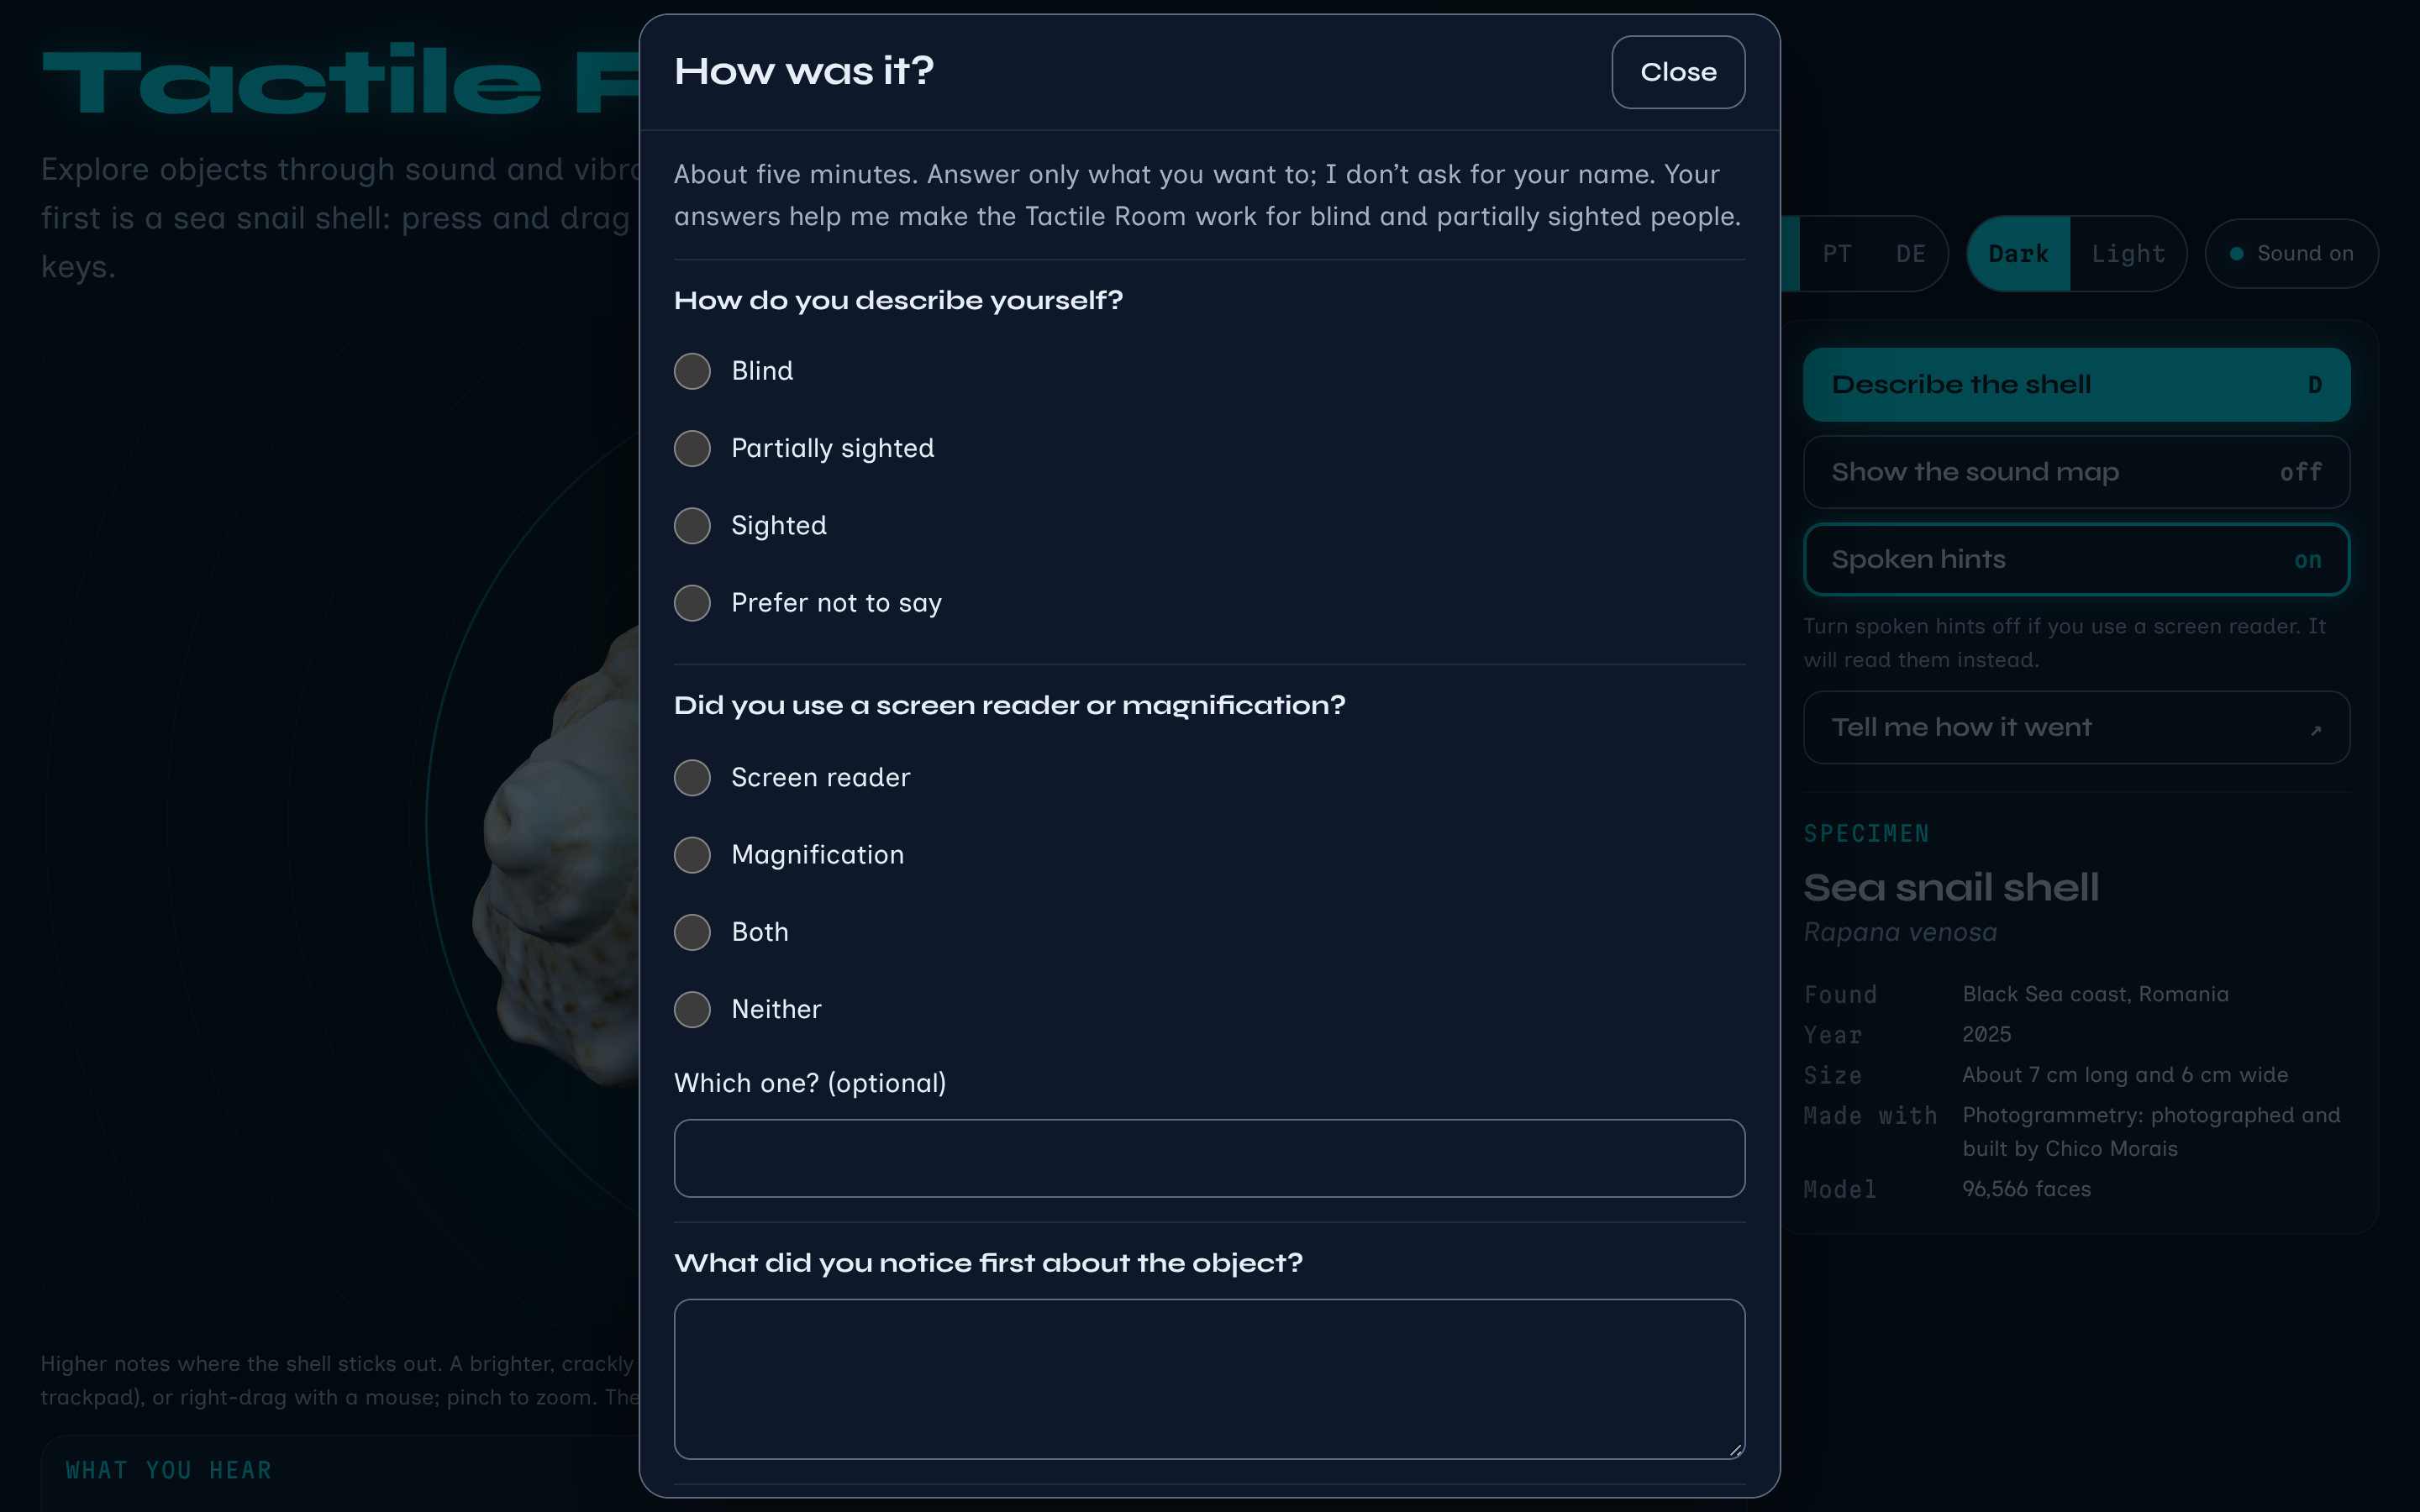 Tactile
Explore objects through sound and
first is a sea snail shell: press and drag
keys.
PT
DE
Dark
Light
Sound on
How was it?
Close
About five minutes. Answer only what you want to; I don’t ask for your name. Your
answers help me make the Tactile Room work for blind and partially sighted people.
How do you describe yourself?
Blind
Partially sighted
Sighted
Prefer not to say
Did you use a screen reader or magnification?
Screen reader
Magnification
Both
Neither
Which one? (optional)
What did you notice first about the object?
Describe the shell D
Show the sound map off
Spoken hints on
Turn spoken hints off if you use a screen reader. It
will read them instead.
Tell me how it went ↗
SPECIMEN
Sea snail shell
Rapana venosa
Found Black Sea coast, Romania
Year 2025
Size About 7 cm long and 6 cm wide
Made with Photogrammetry: photographed and
built by Chico Morais
Model 96,566 faces
Higher notes where the shell sticks out. A brighter, crackly
trackpad), or right-drag with a mouse; pinch to zoom. The
WHAT YOU HEAR